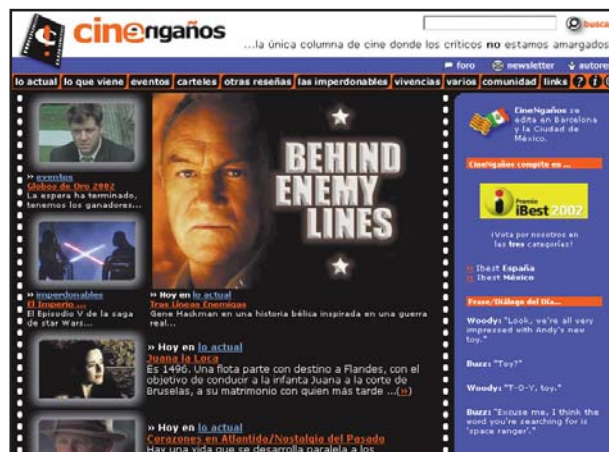 cinengaños
busca
...la única columna de cine donde los críticos no estamos amargados
foro newsletter autores
lo actual lo que viene eventos carteles otras reseñas las imperdonables vivencias varios comunidad links ? i
» eventos
Globos de Oro 2002
La espera ha terminado,
tenemos los ganadores...
» imperdonables
El Imperio ...
El Episodio V de la saga
de star Wars...
BEHIND
ENEMY
LINES
» Hoy en lo actual
Tras Líneas Enemigas
Gene Hackman en una historia bélica inspirada en una guerra
real...
» Hoy en lo actual
Juana la Loca
Es 1496. Una flota parte con destino a Flandes, con el
objetivo de conducir a la infanta Juana a la corte de
Bruselas, a su matrimonio con quien más tarde ...(»)
» Hoy en lo actual
Corazones en Atlantida/Nostalgia del Pasado
Hay una vida que se desarrolla paralela a los
CineNgaños se
edita en Barcelona
y la Ciudad de
México.
CineNgaños compite en ...
Premio
iBest 2002
¡Vota por nosotros en
las tres categorías!
Ibest España
Ibest México
Frase/Diálogo del Día...
Woody: "Look, we're all very
impressed with Andy's new
toy."
Buzz: "Toy?"
Woody: "T-O-Y, toy."
Buzz: "Excuse me, I think the
word you're searching for is
'space ranger'."